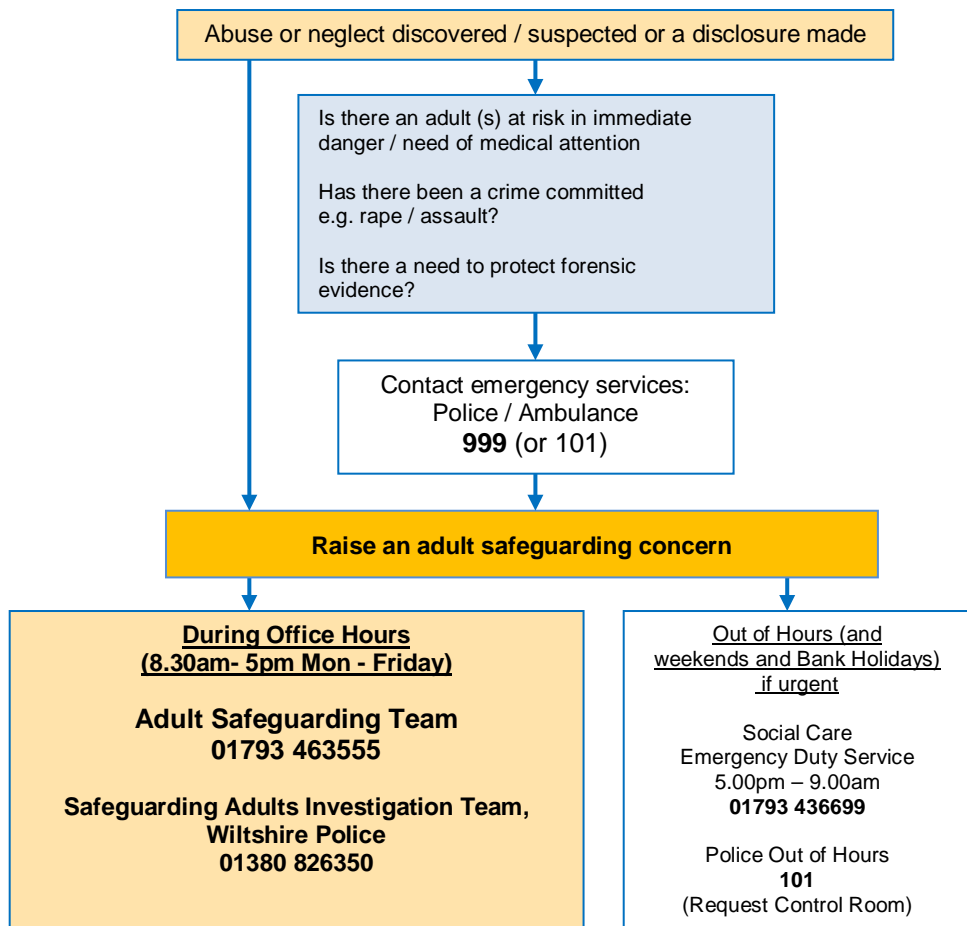 Abuse or neglect discovered / suspected or a disclosure made
Is there an adult (s) at risk in immediate
danger / need of medical attention
Has there been a crime committed
e.g. rape / assault?
Is there a need to protect forensic
evidence?
Contact emergency services:
Police / Ambulance
999 (or 101)
Raise an adult safeguarding concern
During Office Hours
(8.30am- 5pm Mon - Friday)
Adult Safeguarding Team
01793 463555
Safeguarding Adults Investigation Team,
Wiltshire Police
01380 826350
Out of Hours (and
weekends and Bank Holidays)
if urgent
Social Care
Emergency Duty Service
5.00pm – 9.00am
01793 436699
Police Out of Hours
101
(Request Control Room)